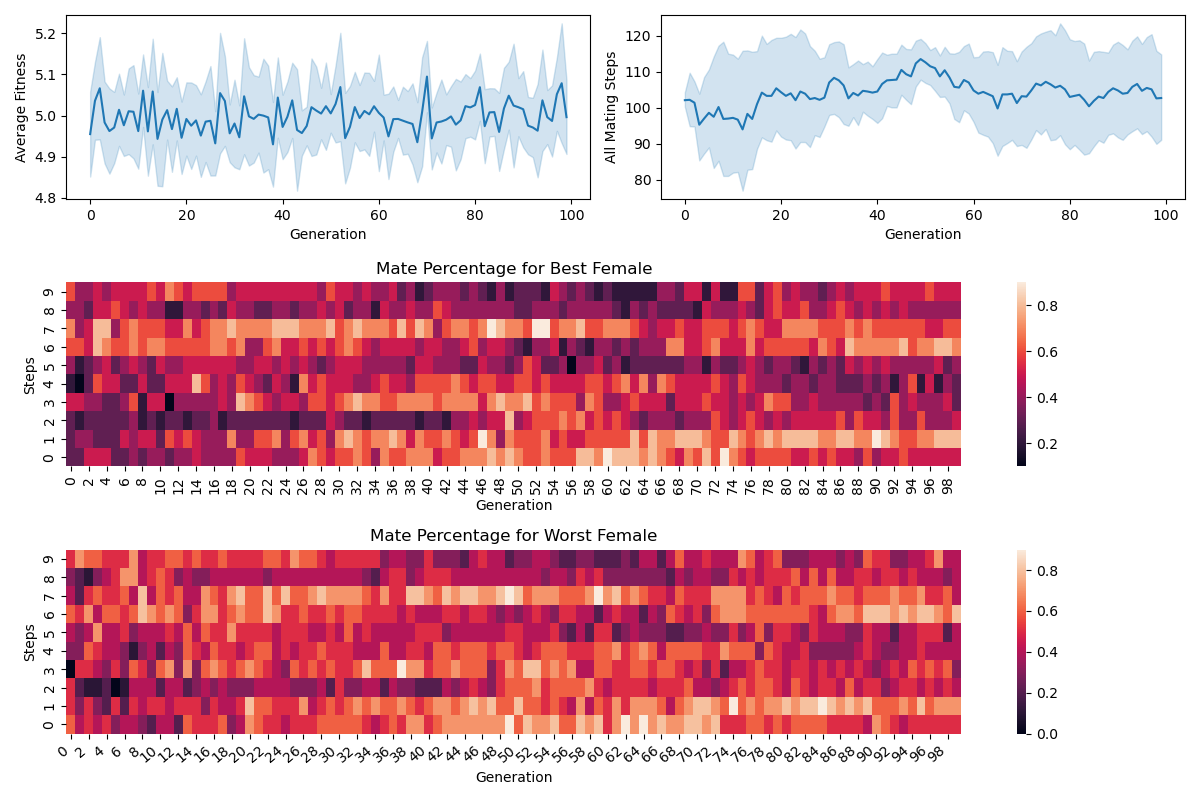 Average Fitness
5.2
5.1
5.0
4.9
4.8
0 20 40 60 80 100
Generation
All Mating Steps
120
110
100
90
80
0 20 40 60 80 100
Generation
Mate Percentage for Best Female
Steps
9
8
7
6
5
4
3
2
1
0
0 2 4 6 8 10 12 14 16 18 20 22 24 26 28 30 32 34 36 38 40 42 44 46 48 50 52 54 56 58 60 62 64 66 68 70 72 74 76 78 80 82 84 86 88 90 92 94 96 98
Generation
0.8
0.6
0.4
0.2
Mate Percentage for Worst Female
Steps
9
8
7
6
5
4
3
2
1
0
0 2 4 6 8 10 12 14 16 18 20 22 24 26 28 30 32 34 36 38 40 42 44 46 48 50 52 54 56 58 60 62 64 66 68 70 72 74 76 78 80 82 84 86 88 90 92 94 96 98
Generation
0.8
0.6
0.4
0.2
0.0